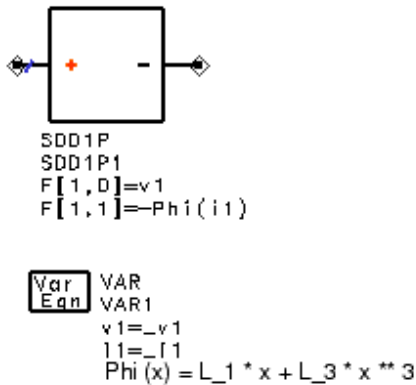 + -
SDD1P
SDD1P1
F[1,0]=v1
F[1,1]=-Phi(i1)
Var
Eqn
VAR
VAR1
v1=_v1
i1=_i1
Phi (x) = L_1 * x + L_3 * x ** 3